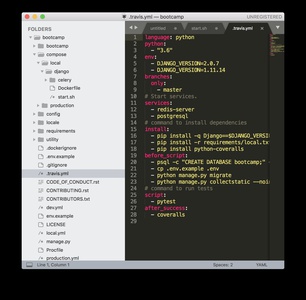 .travis.yml — bootcamp
UNREGISTERED
FOLDERS
bootcamp
bootcamp
compose
local
django
celery
Dockerfile
start.sh
production
config
locale
requirements
utility
.dockerignore
.env.example
.gitignore
.travis.yml
CODE_OF_CONDUCT.rst
CONTRIBUTING.rst
CONTRIBUTORS.txt
dev.yml
env.example
LICENSE
local.yml
manage.py
Procfile
production.yml
untitled
start.sh
.travis.yml
language: python
python:
- "3.6"
env:
- DJANGO_VERSION=2.0.7
- DJANGO_VERSION=1.11.14
branches:
only:
- master
# Start services.
services:
- redis-server
- postgresql
# command to install dependencies
install:
- pip install -q Django==$DJANGO_VERSION
- pip install -r requirements/local.tx
- pip install python-coveralls
before_script:
- psql -c "CREATE DATABASE bootcamp;"
- cp .env.example .env
- python manage.py migrate
- python manage.py collectstatic --noi
# command to run tests
script:
- pytest
after_success:
- coveralls
Line 1, Column 1
Spaces: 2
YAML